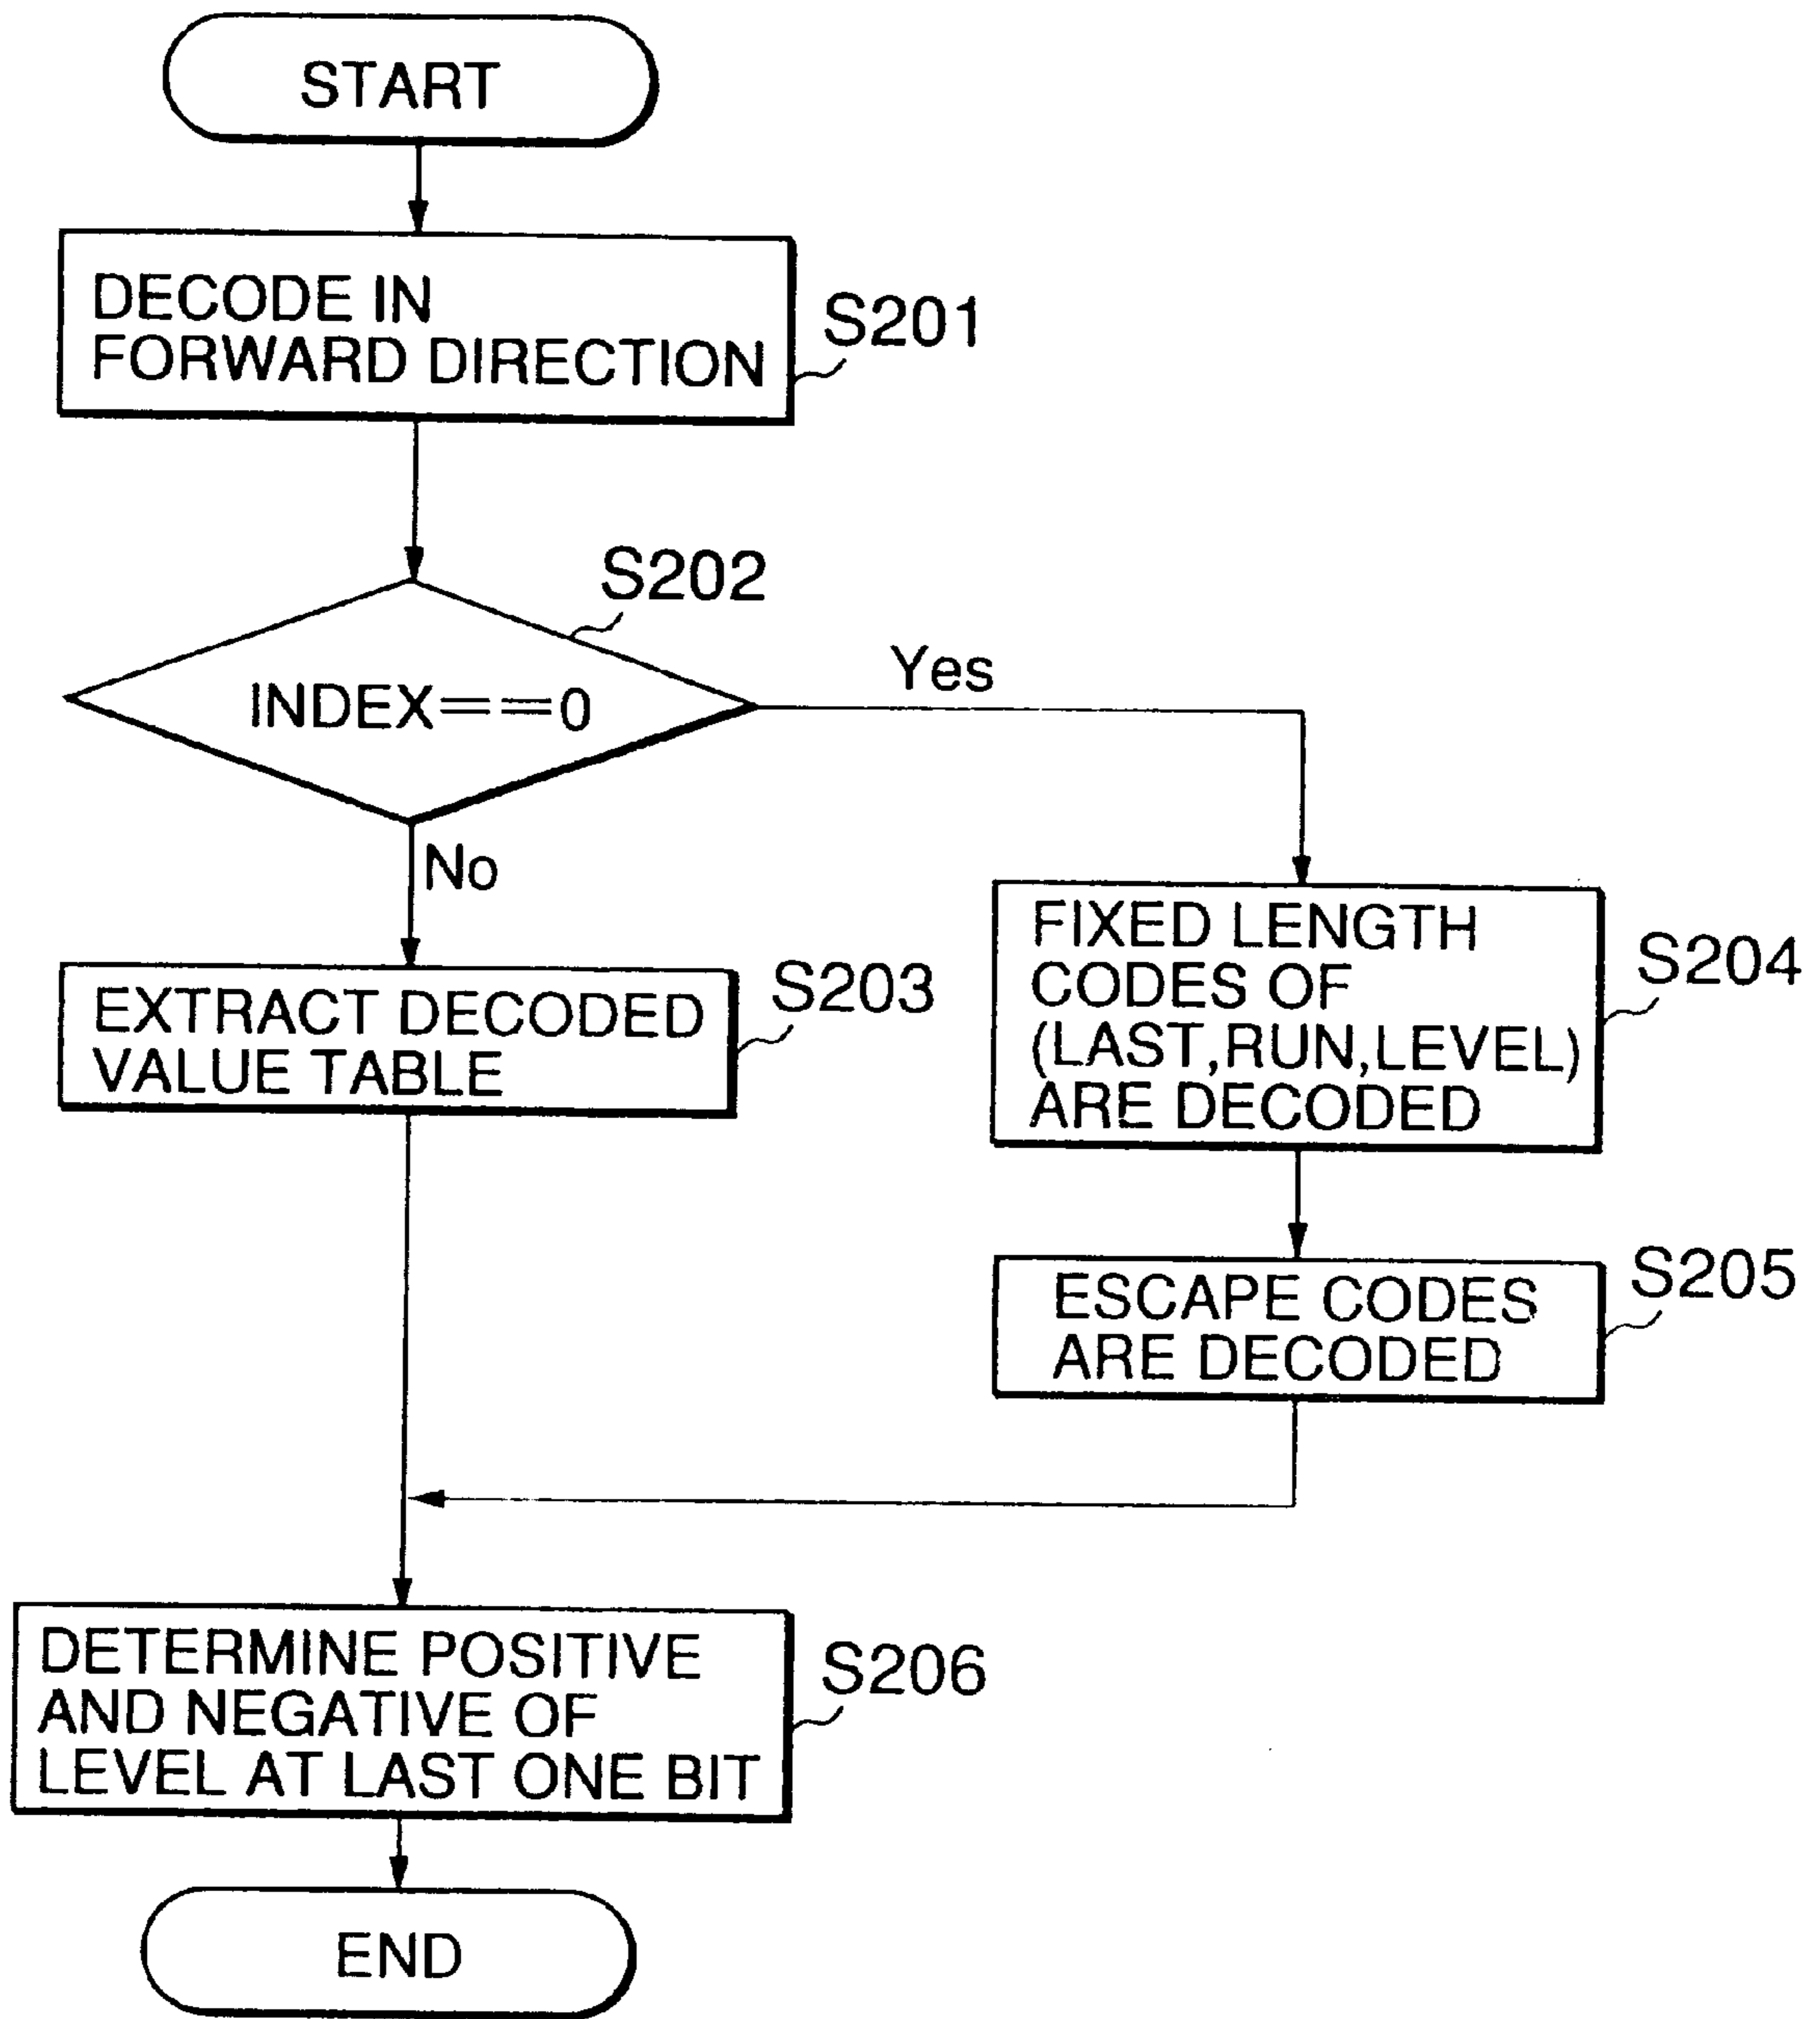 START
DECODE IN
FORWARD DIRECTION
S201
S202
INDEX==0
Yes
No
EXTRACT DECODED
VALUE TABLE
S203
FIXED LENGTH
CODES OF
(LAST,RUN,LEVEL)
ARE DECODED
S204
ESCAPE CODES
ARE DECODED
S205
DETERMINE POSITIVE
AND NEGATIVE OF
LEVEL AT LAST ONE BIT
S206
END